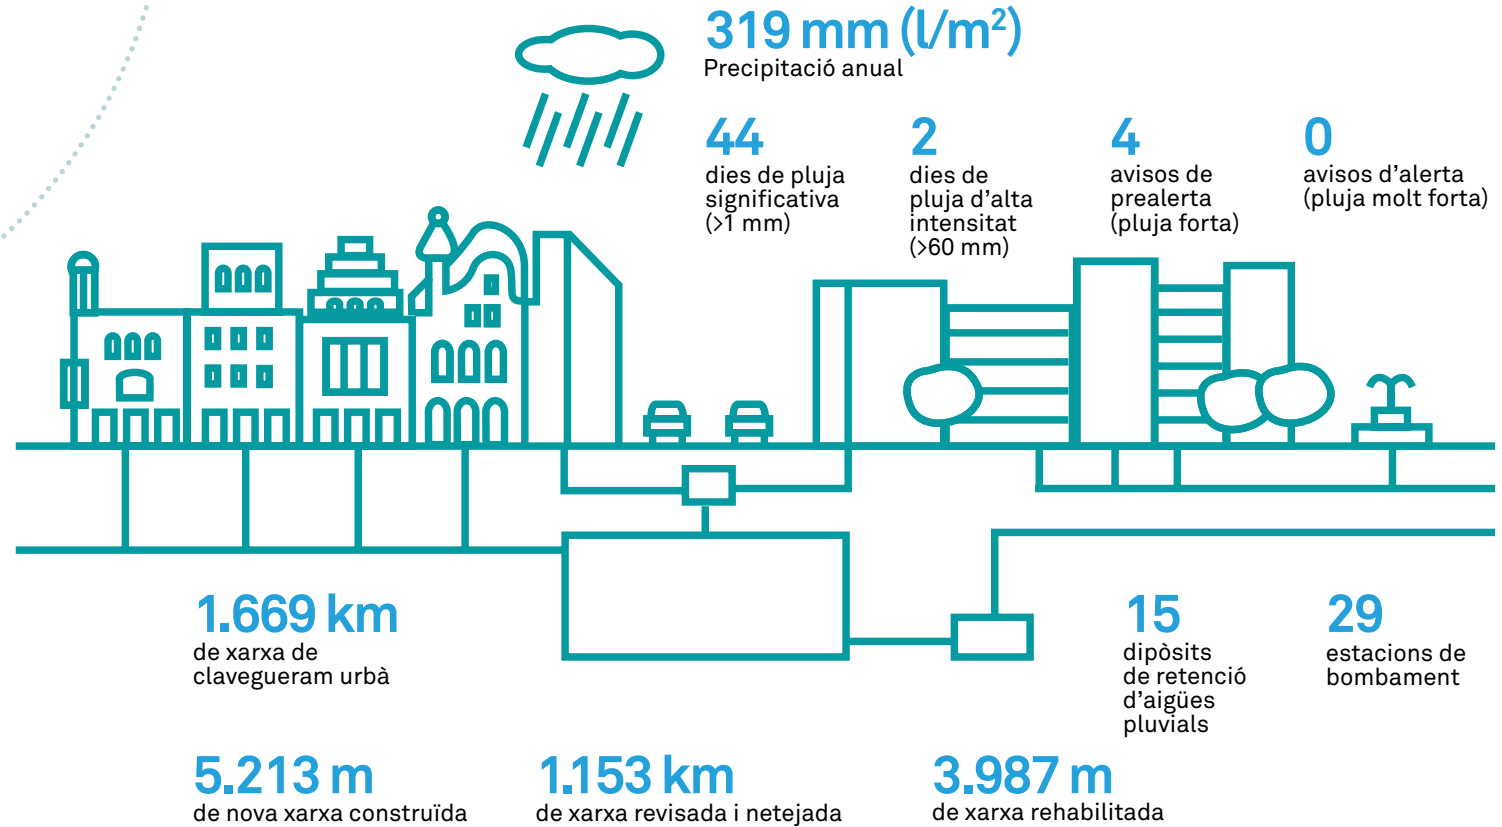 319 mm (l/m²)
Precipitació anual
44
dies de pluja
significativa
(>1 mm)
2
dies de
pluja d'alta
intensitat
(>60 mm)
4
avisos de
prealerta
(pluja forta)
0
avisos d'alerta
(pluja molt forta)
1.669 km
de xarxa de
clavegueram urbà
15
dipòsits
de retenció
d'aigües
pluvials
29
estacions de
bombament
5.213 m
de nova xarxa construïda
1.153 km
de xarxa revisada i netejada
3.987 m
de xarxa rehabilitada